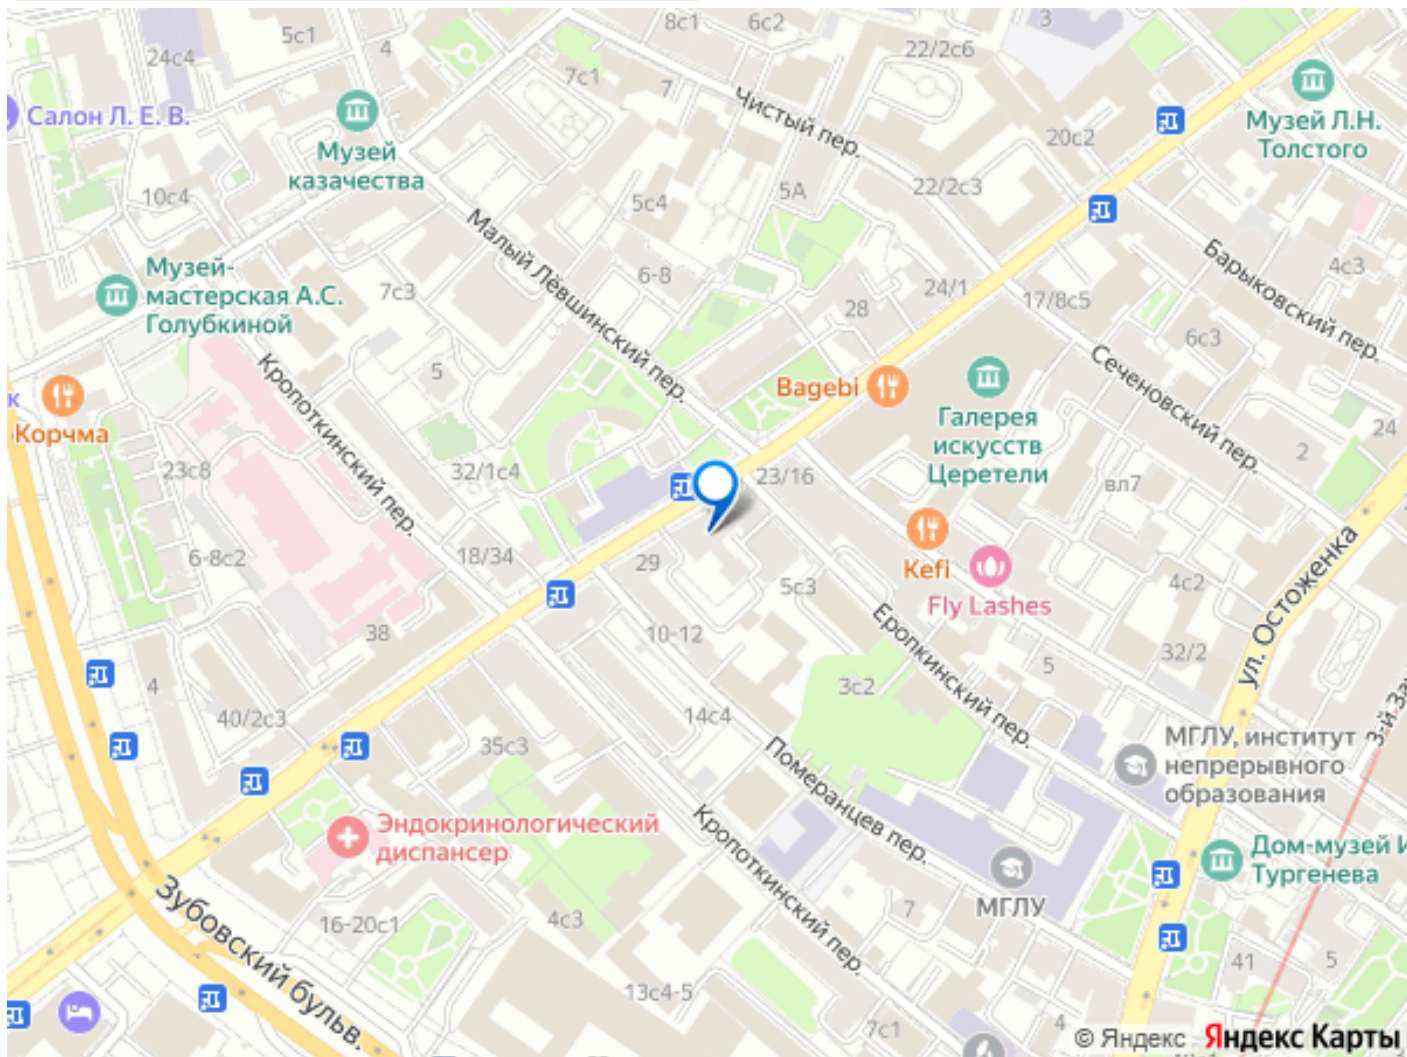 5с1
8с1
6с2
3
24с4
4
22/2с6
7с1
7
Салон Л. Е. В.
Музей
казачества
Чистый пер.
20с2
Музей Л.Н.
Толстого
10с4
5с4
5А
22/2с3
Малый Лёвшинский пер.
6-8
Барыковский пер.
4с3
Музей-
мастерская А.С.
Голубкиной
7с3
28
24/1
17/8с5
6с3
Кропоткинский пер.
5
Bagebi
Сеченовский пер.
к
Корчма
Галерея
искусств
Церетели
2
24
23с8
32/1с4
23/16
вл7
6-8с2
18/34
29
5с3
Kefi
Fly Lashes
4с2
ул. Остоженка
38
10-12
Еропкинский пер.
5
32/2
4
40/2с3
3с2
14с4
35с3
Померанцев пер.
МГЛУ, институт
непрерывного
образования
3-й За
Эндокринологический
диспансер
Кропоткинский пер.
Дом-музей И
Тургенева
МГЛУ
Зубовский бульв.
16-20с1
4с3
7
41
5
13с4-5
7с1
4
© Яндекс Яндекс Карты